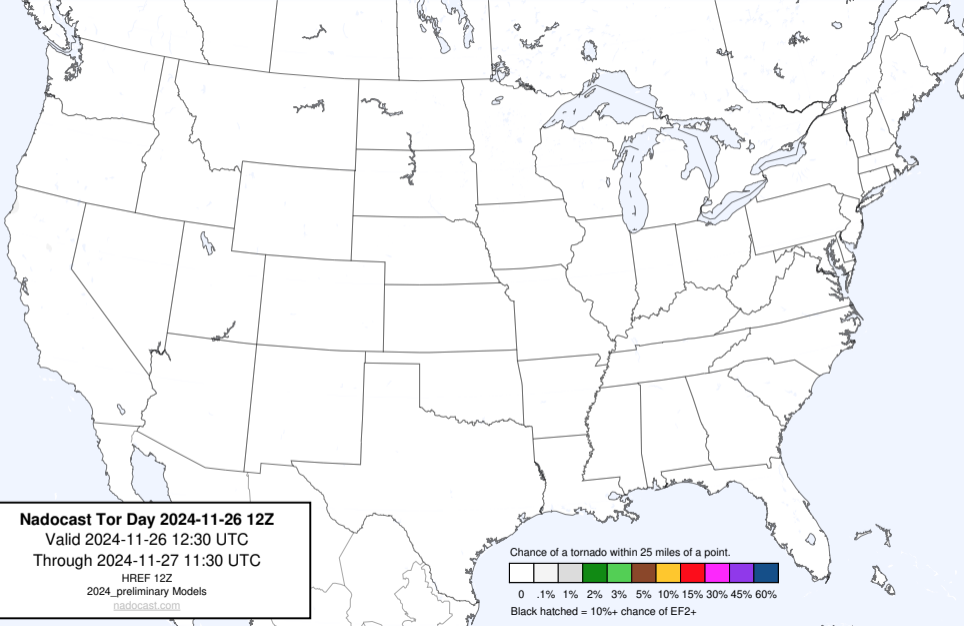 Nadocast Tor Day 2024-11-26 12Z
Valid 2024-11-26 12:30 UTC
Through 2024-11-27 11:30 UTC
HREF 12Z
2024_preliminary Models
nadocast.com
Chance of a tornado within 25 miles of a point.
0 .1% 1% 2% 3% 5% 10% 15% 30% 45% 60%
Black hatched = 10%+ chance of EF2+